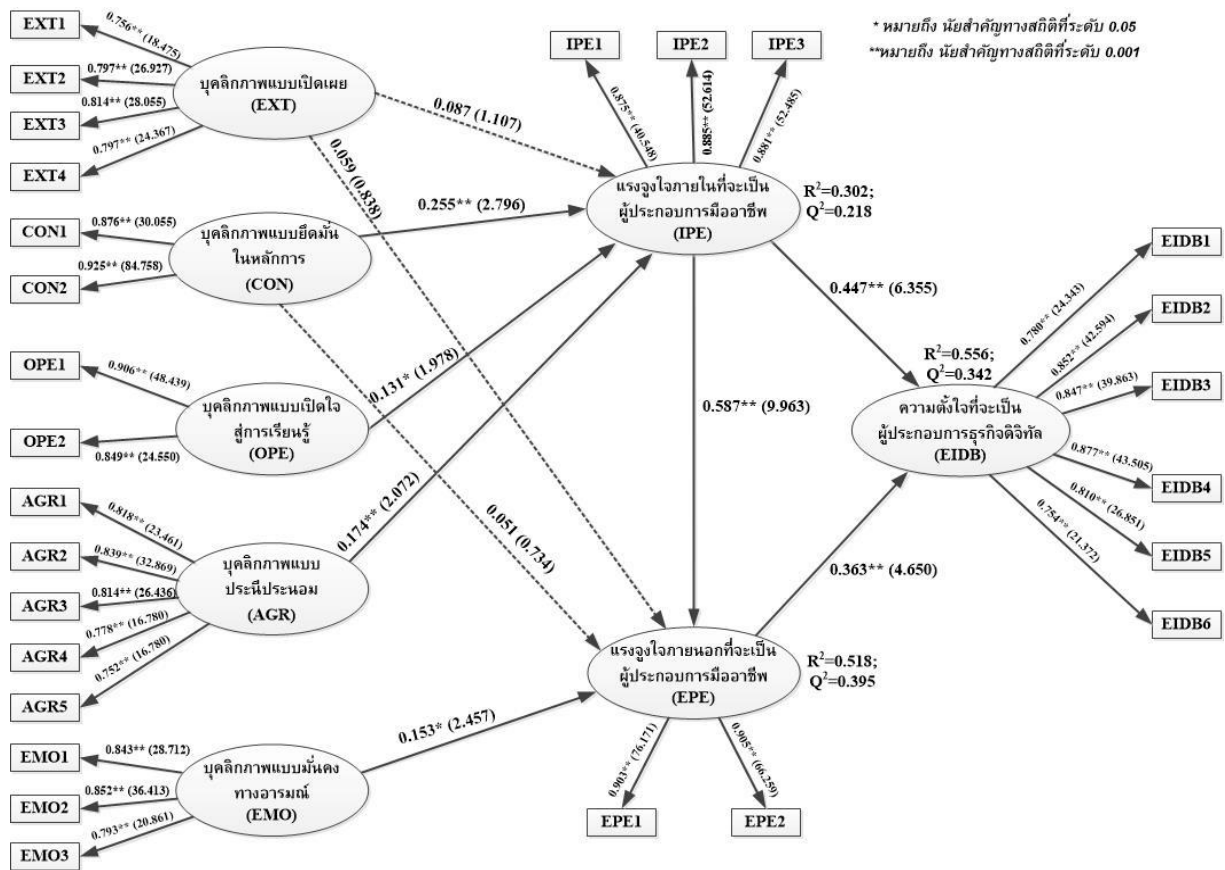 * หมายถึง นัยสำคัญทางสถิติที่ระดับ 0.05
**หมายถึง นัยสำคัญทางสถิติที่ระดับ 0.001
EXT1
0.756** (18.475)
EXT2
0.797** (26.927)
EXT3
0.814** (28.055)
EXT4
0.797** (24.367)
บุคลิกภาพแบบเปิดเผย
(EXT)
0.087 (1.107)
0.059 (0.838)
IPE1
IPE2
IPE3
0.875** (40.548)
0.885** (52.614)
0.881** (52.485)
แรงจูงใจภายในที่จะเป็น
ผู้ประกอบการมืออาชีพ
(IPE)
R²=0.302;
Q²=0.218
CON1
0.876** (30.055)
CON2
0.925** (84.758)
บุคลิกภาพแบบยึดมั่น
ในหลักการ
(CON)
0.255** (2.796)
0.051 (0.734)
OPE1
0.906** (48.439)
OPE2
0.849** (24.550)
บุคลิกภาพแบบเปิดใจ
สู่การเรียนรู้
(OPE)
0.131* (1.978)
0.587** (9.963)
0.447** (6.355)
R²=0.556;
Q²=0.342
ความตั้งใจที่จะเป็น
ผู้ประกอบการธุรกิจดิจิทัล
(EIDB)
EIDB1
0.780** (24.343)
EIDB2
0.852** (42.594)
EIDB3
0.847** (39.863)
EIDB4
0.877** (43.505)
EIDB5
0.810** (26.851)
EIDB6
0.754** (21.372)
AGR1
0.818** (23.461)
AGR2
0.839** (32.869)
AGR3
0.814** (26.436)
AGR4
0.778** (16.780)
AGR5
0.752** (16.780)
บุคลิกภาพแบบ
ประนีประนอม
(AGR)
0.174** (2.072)
0.363** (4.650)
แรงจูงใจภายนอกที่จะเป็น
ผู้ประกอบการมืออาชีพ
(EPE)
R²=0.518;
Q²=0.395
EMO1
0.843** (28.712)
EMO2
0.852** (36.413)
EMO3
0.793** (20.861)
บุคลิกภาพแบบมั่นคง
ทางอารมณ์
(EMO)
0.153* (2.457)
0.903** (76.171)
0.905** (66.259)
EPE1
EPE2